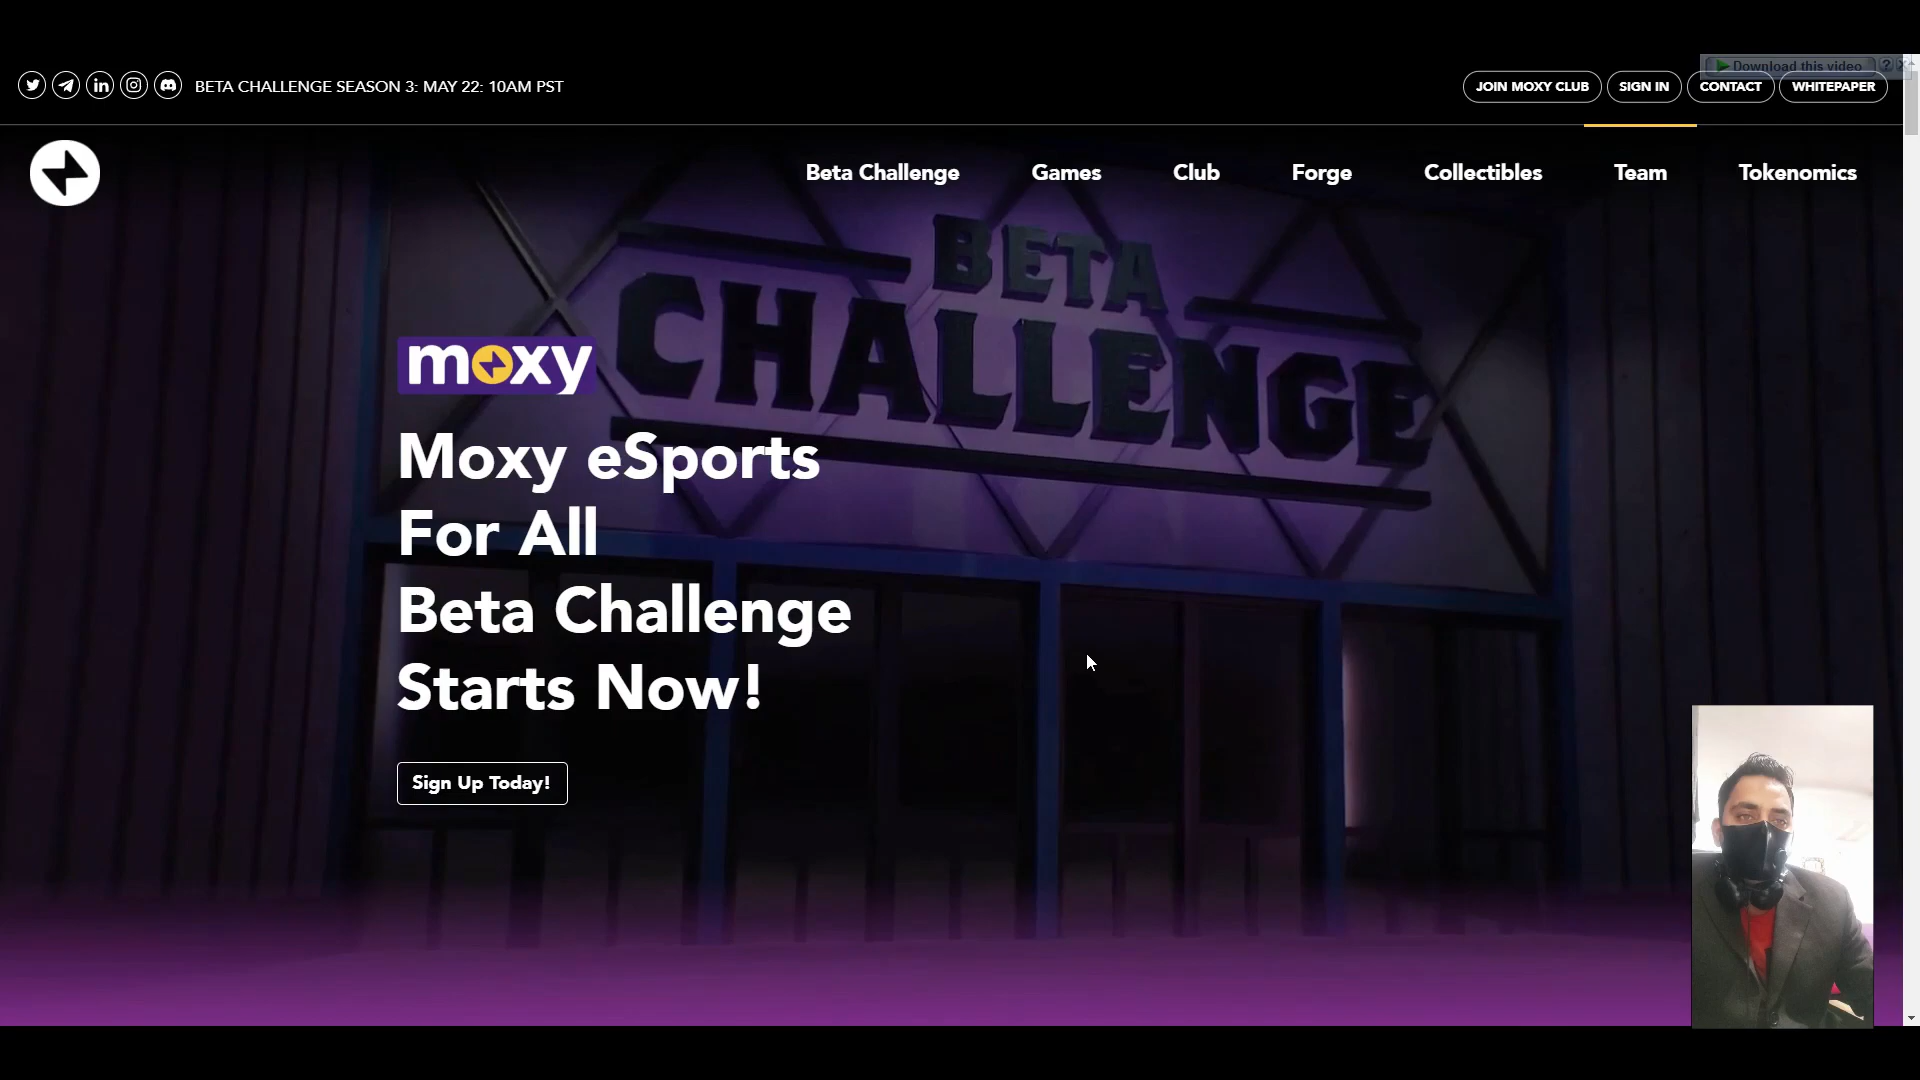 Download this video
BETA CHALLENGE SEASON 3: MAY 22: 10AM PST
JOIN MOXY CLUB
SIGN IN
CONTACT
WHITEPAPER
Beta Challenge
Games
Club
Forge
Collectibles
Team
Tokenomics
BETA
CHALLENGE
moxy
Moxy eSports
For All
Beta Challenge
Starts Now!
Sign Up Today!